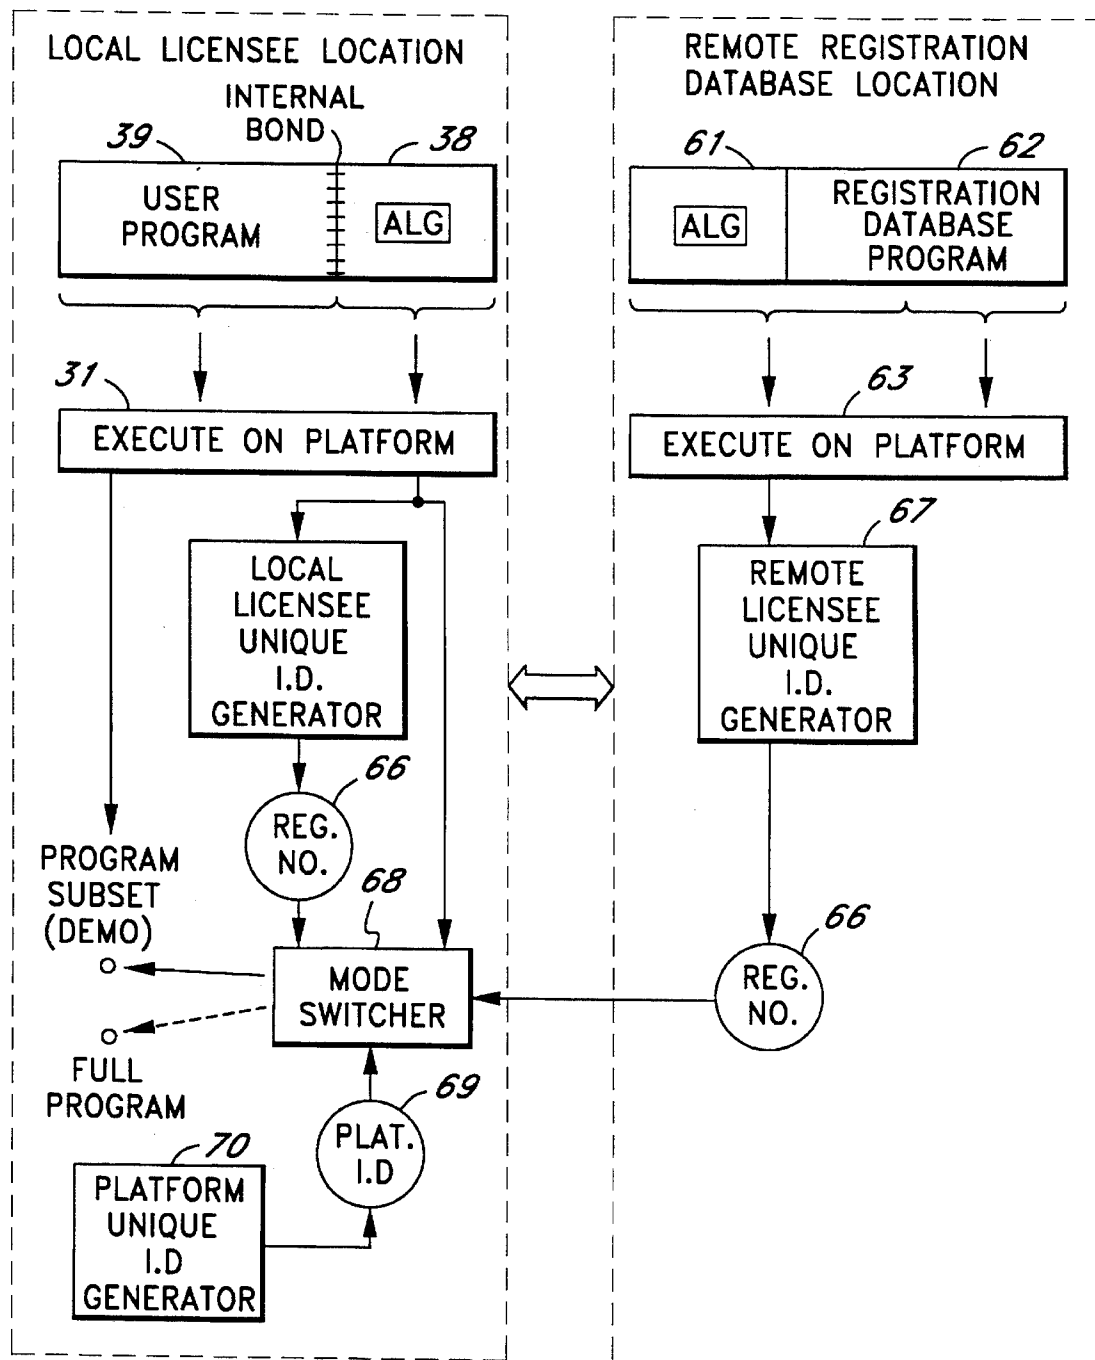 LOCAL LICENSEE LOCATION
INTERNAL
BOND
39
38
USER
PROGRAM
ALG
31
EXECUTE ON PLATFORM
LOCAL
LICENSEE
UNIQUE
I.D.
GENERATOR
66
REG.
NO.
PROGRAM
SUBSET
(DEMO)
68
MODE
SWITCHER
FULL
PROGRAM
69
PLAT.
I.D
70
PLATFORM
UNIQUE
I.D
GENERATOR
REMOTE REGISTRATION
DATABASE LOCATION
61
62
ALG
REGISTRATION
DATABASE
PROGRAM
63
EXECUTE ON PLATFORM
67
REMOTE
LICENSEE
UNIQUE
I.D.
GENERATOR
66
REG.
NO.